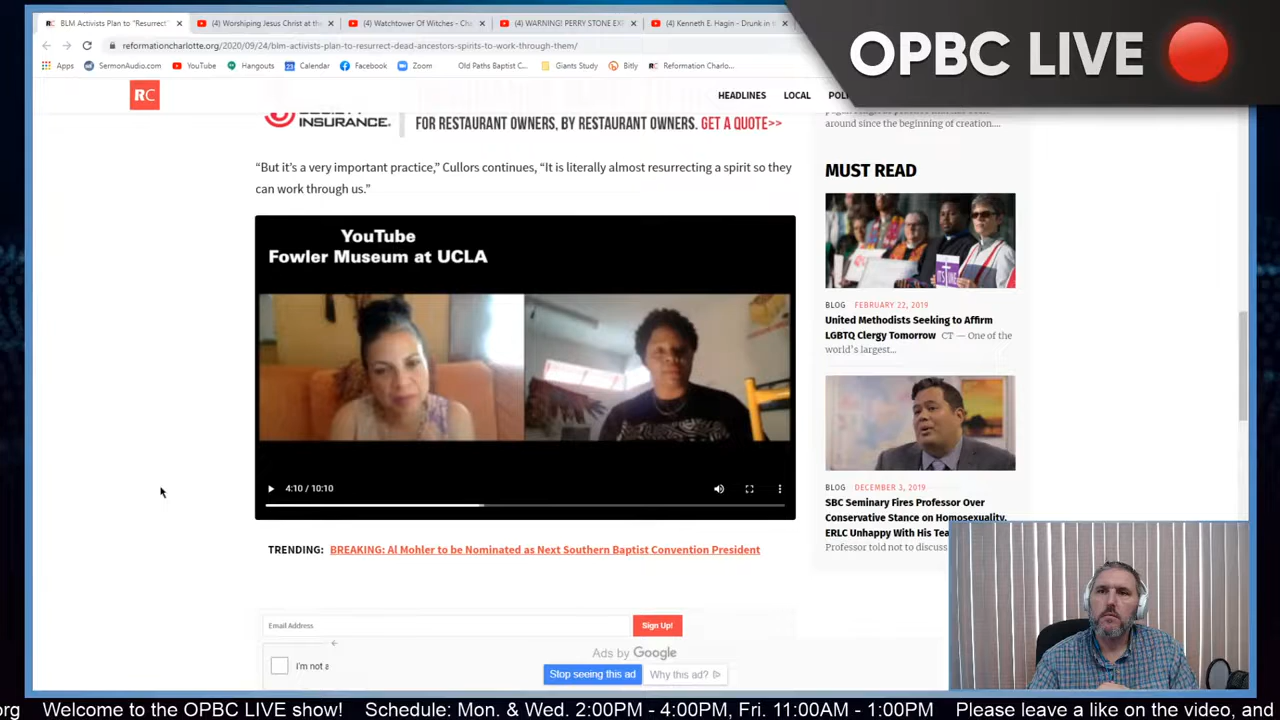 BLM Activists Plan to "Resurrect"
(4) Worshiping Jesus Christ at the
(4) Watchtower Of Witches - Cha
(4) WARNING! PERRY STONE EX
(4) Kenneth E. Hagin - Drunk in t
OPBC LIVE
reformationcharlotte.org/2020/09/24/blm-activists-plan-to-resurrect-dead-ancestors-spirits-to-work-through-them/
Apps SermonAudio.com YouTube Hangouts Calendar Facebook Zoom Old Paths Baptist C... Giants Study Bitly Reformation Charlo...
RC
HEADLINES LOCAL POL
INSURANCE.
FOR RESTAURANT OWNERS, BY RESTAURANT OWNERS. GET A QUOTE>>
around since the beginning of creation....
“But it’s a very important practice,” Cullors continues, “It is literally almost resurrecting a spirit so they
can work through us.”
MUST READ
YouTube
Fowler Museum at UCLA
4:10 / 10:10
BLOG FEBRUARY 22, 2019
United Methodists Seeking to Affirm
LGBTQ Clergy Tomorrow CT — One of the
world’s largest...
BLOG DECEMBER 3, 2019
SBC Seminary Fires Professor Over
Conservative Stance on Homosexuality,
ERLC Unhappy With His Tea
Professor told not to discuss
TRENDING: BREAKING: Al Mohler to be Nominated as Next Southern Baptist Convention President
Email Address
Sign Up!
I'm not a
Ads by Google
Stop seeing this ad
Why this ad?
org Welcome to the OPBC LIVE show! Schedule: Mon. & Wed. 2:00PM - 4:00PM, Fri. 11:00AM - 1:00PM Please leave a like on the video, and